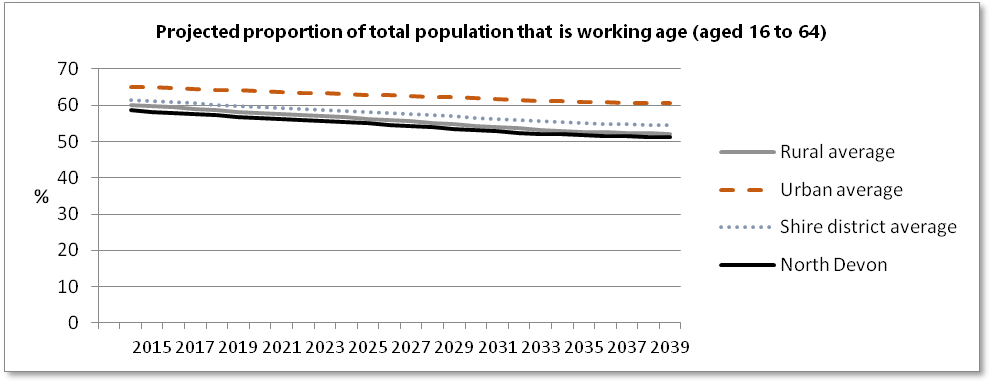 Projected proportion of total population that is working age (aged 16 to 64)
70
60
50
40
%
30
20
10
0
2015 2017 2019 2021 2023 2025 2027 2029 2031 2033 2035 2037 2039
Rural average
Urban average
Shire district average
North Devon